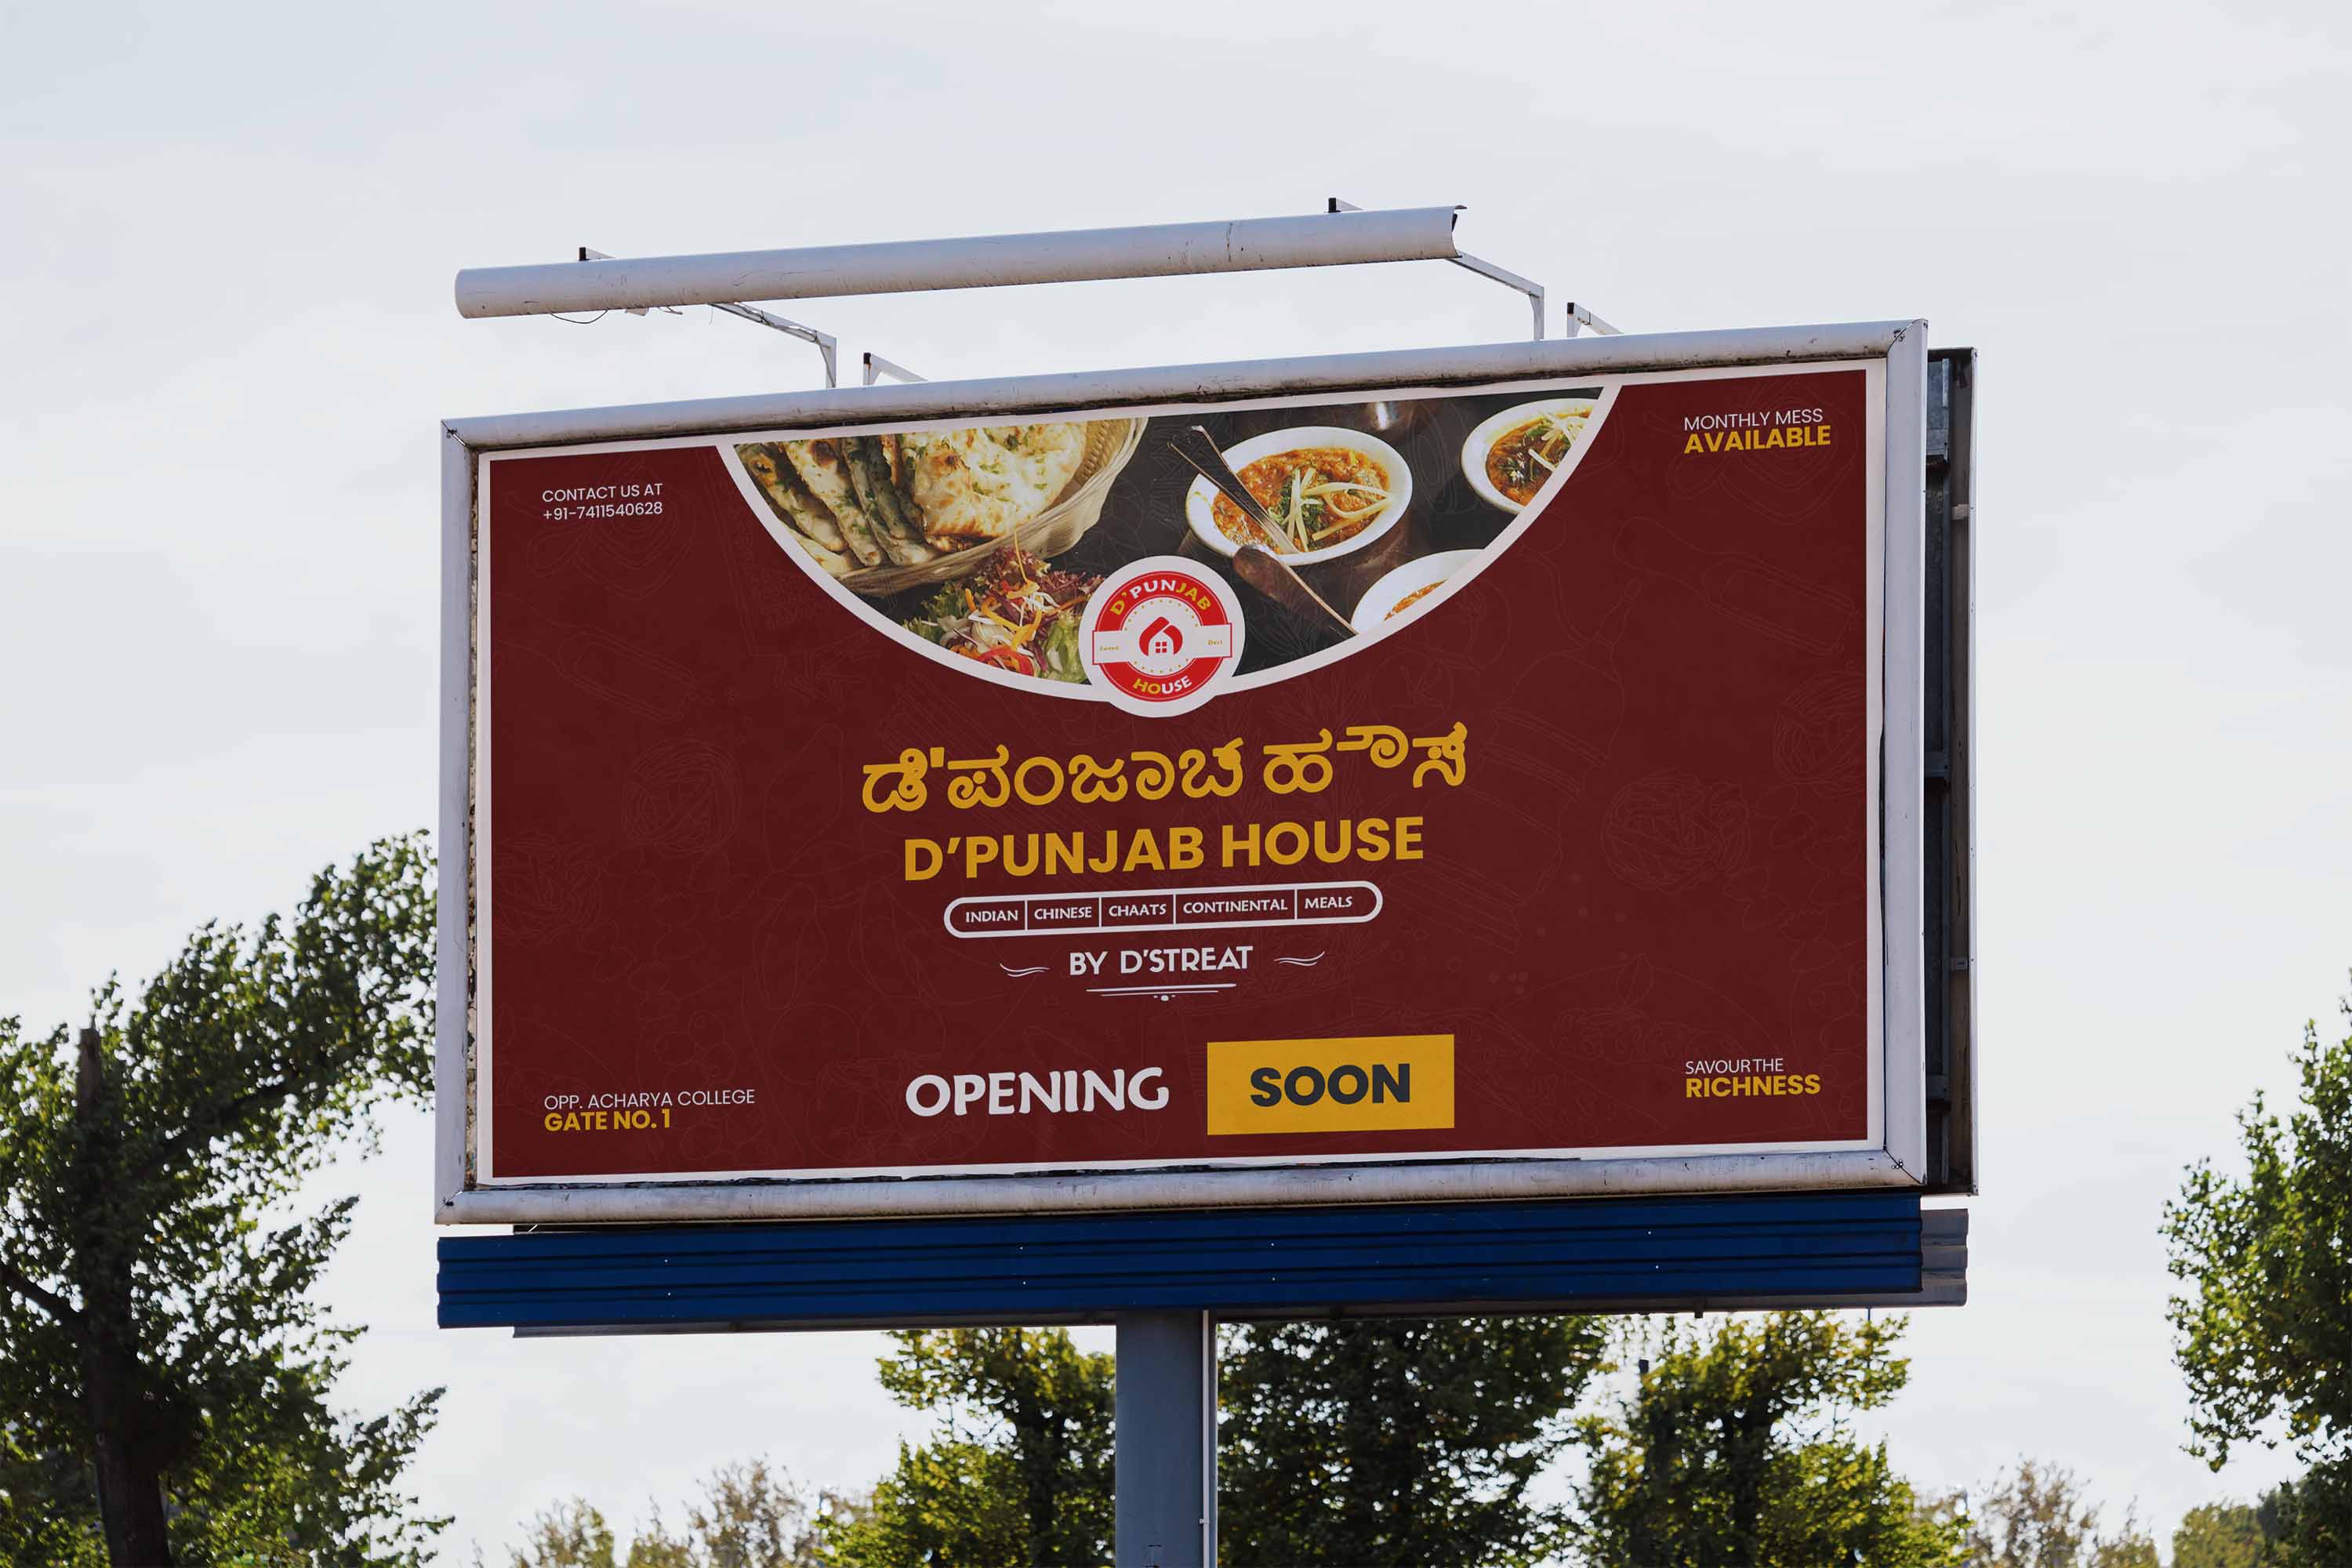 CONTACT US AT
+91-7411540628
MONTHLY MESS
AVAILABLE
D'PUNJAB
HOUSE
ಡಿ'ಪಂಜಾಬ ಹೌಸ
D'PUNJAB HOUSE
INDIAN | CHINESE | CHAATS | CONTINENTAL | MEALS
BY D'STREAT
OPENING SOON
OPP. ACHARYA COLLEGE
GATE NO. 1
SAVOUR THE
RICHNESS